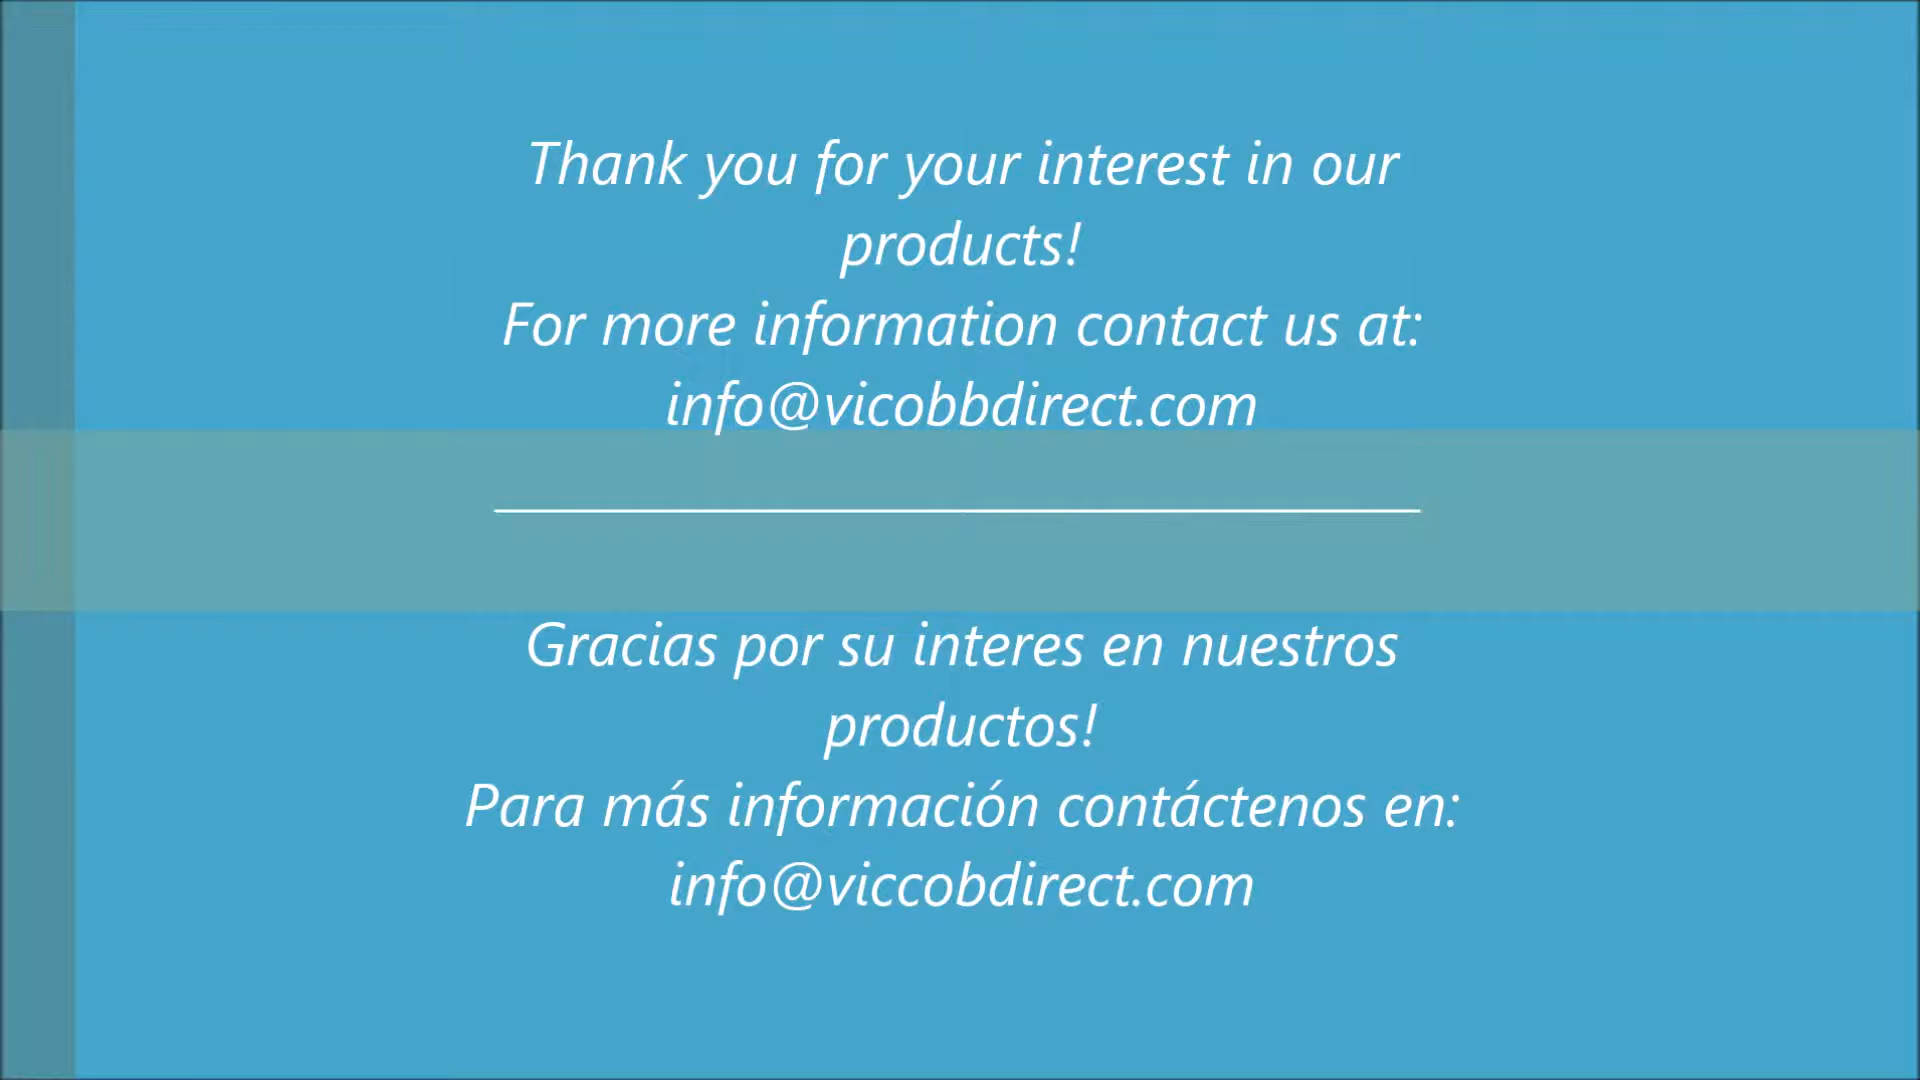 Thank you for your interest in our
products!
For more information contact us at:
info@vicobbdirect.com
Gracias por su interes en nuestros
productos!
Para más información contáctenos en:
info@viccobdirect.com